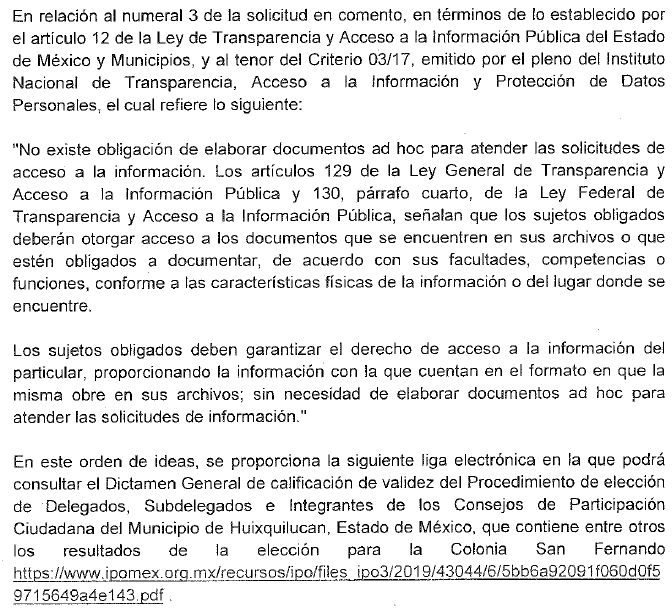 En relación al numeral 3 de la solicitud en comento, en términos de lo establecido por
el artículo 12 de la Ley de Transparencia y Acceso a la Información Pública del Estado
de México y Municipios, y al tenor del Criterio 03/17, emitido por el pleno del Instituto
Nacional de Transparencia, Acceso a la Información y Protección de Datos
Personales, el cual refiere lo siguiente:
"No existe obligación de elaborar documentos ad hoc para atender las solicitudes de
acceso a la información. Los artículos 129 de la Ley General de Transparencia y
Acceso a la Información Pública y 130, párrafo cuarto, de la Ley Federal de
Transparencia y Acceso a la Información Pública, señalan que los sujetos obligados
deberán otorgar acceso a los documentos que se encuentren en sus archivos o que
estén obligados a documentar, de acuerdo con sus facultades, competencias o
funciones, conforme a las características físicas de la información o del lugar donde se
encuentre.
Los sujetos obligados deben garantizar el derecho de acceso a la información del
particular, proporcionando la información con la que cuentan en el formato en que la
misma obre en sus archivos; sin necesidad de elaborar documentos ad hoc para
atender las solicitudes de información."
En este orden de ideas, se proporciona la siguiente liga electrónica en la que podrá
consultar el Dictamen General de calificación de validez del Procedimiento de elección
de Delegados, Subdelegados e Integrantes de los Consejos de Participación
Ciudadana del Municipio de Huixquilucan, Estado de México, que contiene entre otros
los resultados de la elección para la Colonia San Fernando
https://www.ipomex.org.mx/recursos/ipo/files_ipo3/2019/43044/6/5bb6a92091f060d0f5
9715649a4e143.pdf .